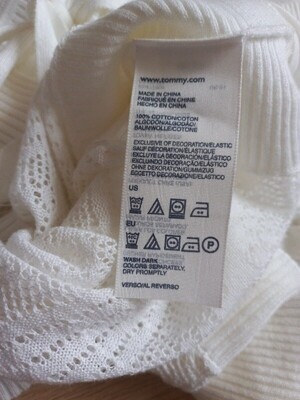 www.tommy.com
MADE IN CHINA
FABRIQUÉ EN CHINE
HECHO EN CHINA
100% COTTON/COTON
ALGODÓN/ALGODÃO/
BAUMWOLLE/COTONE
EXCLUSIVE OF DECORATION/ELASTIC
SAUF DÉCORATION/ÉLASTIQUE
EXCLUYE LA DECORACIÓN/ELÁSTICO
EXCLUINDO DECORAÇÃO/ELÁSTICO
OHNE DEKORATION/GUMMIZUG
ECCETTO DECORAZIONE/ELASTICO
US
EU
P
WASH DARK
COLORS SEPARATELY,
DRY PROMPTLY
VERSO/AL REVERSO